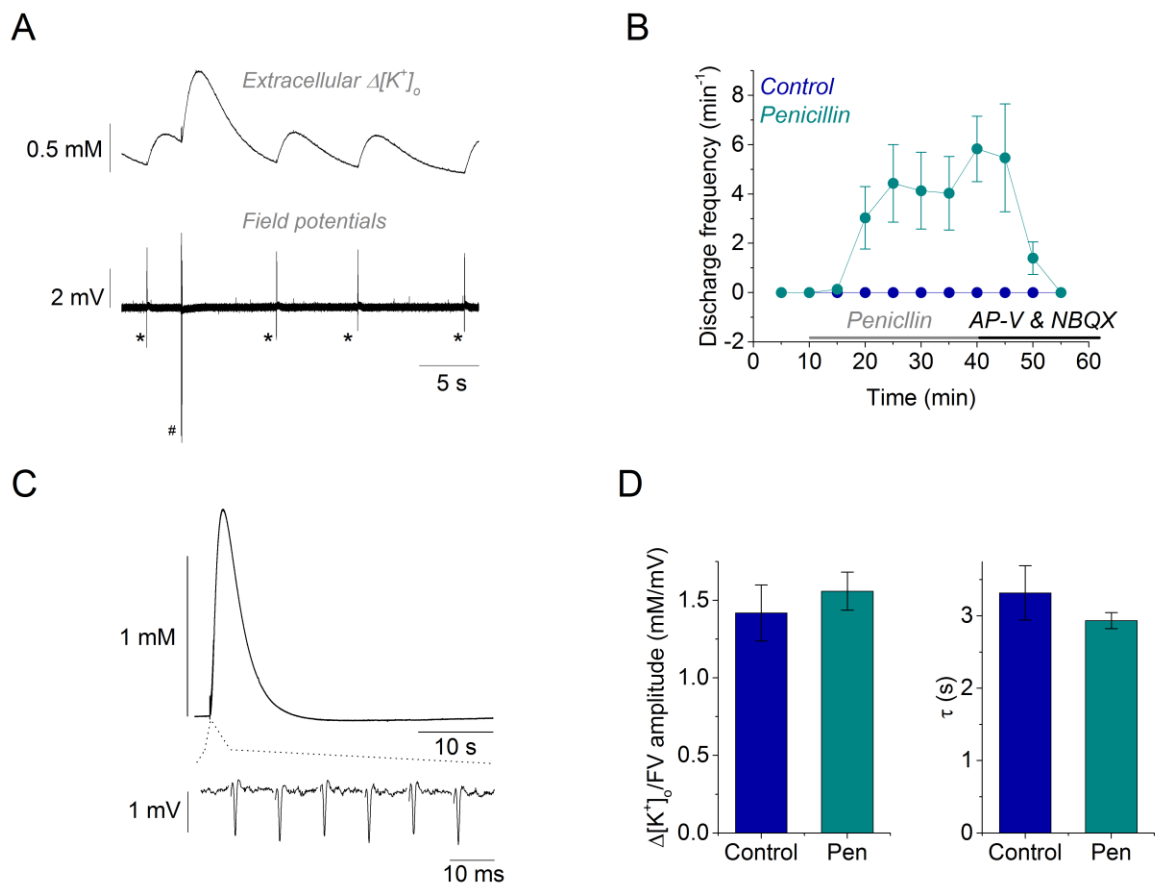 A
Extracellular Δ[K⁺]ₒ
0.5 mM
Field potentials
2 mV
* * * *
5 s
#
B
Control
Penicillin
Discharge frequency (min⁻¹)
8
6
4
2
0
-2
Penicllin AP-V & NBQX
0 10 20 30 40 50 60
Time (min)
C
1 mM
10 s
1 mV
10 ms
D
Δ[K⁺]ₒ/FV amplitude (mM/mV)
1.5
1.0
0.5
0.0
Control Pen
τ (s)
3
2
1
0
Control Pen